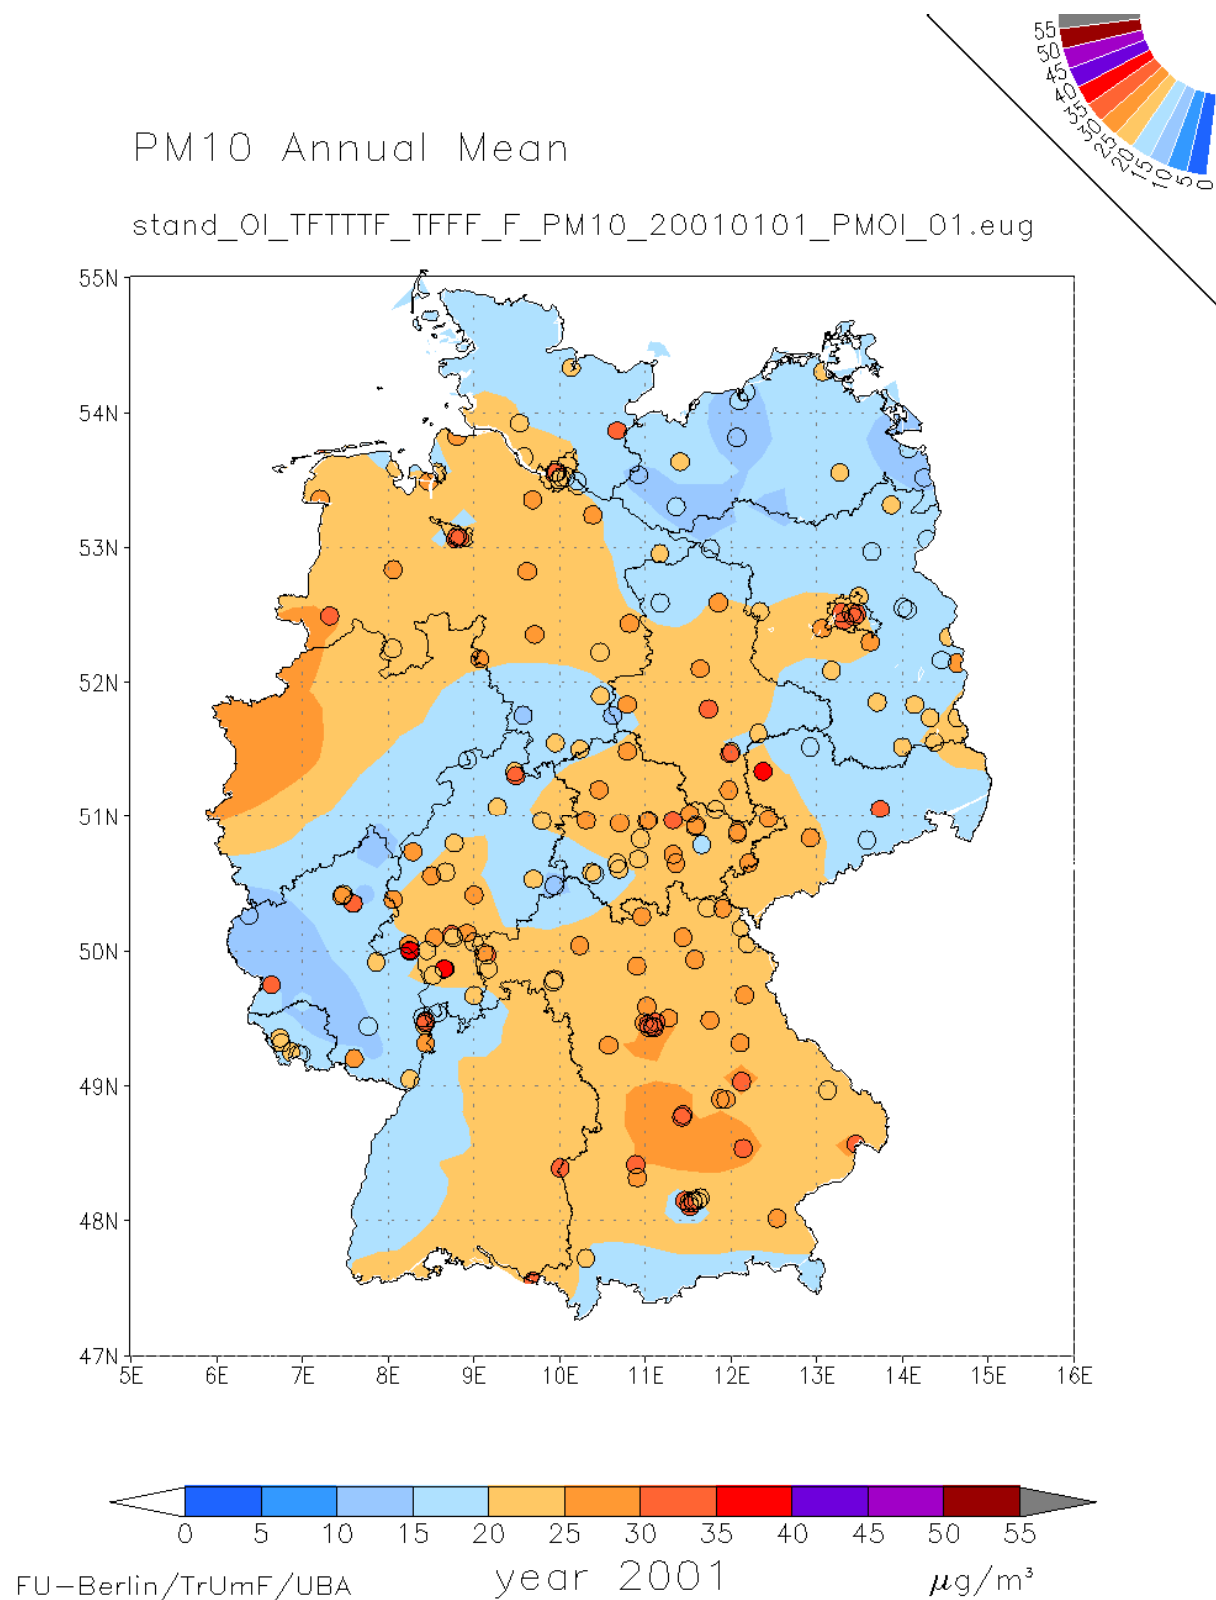 55
50
45
40
35
30
25
20
15
10
5
0
PM10 Annual Mean
stand_OI_TFTTTF_TFFF_F_PM10_20010101_PMOI_01.eug
55N
54N
53N
52N
51N
50N
49N
48N
47N
5E 6E 7E 8E 9E 10E 11E 12E 13E 14E 15E 16E
0 5 10 15 20 25 30 35 40 45 50 55
FU-Berlin/TrUmF/UBA year 2001 µg/m³